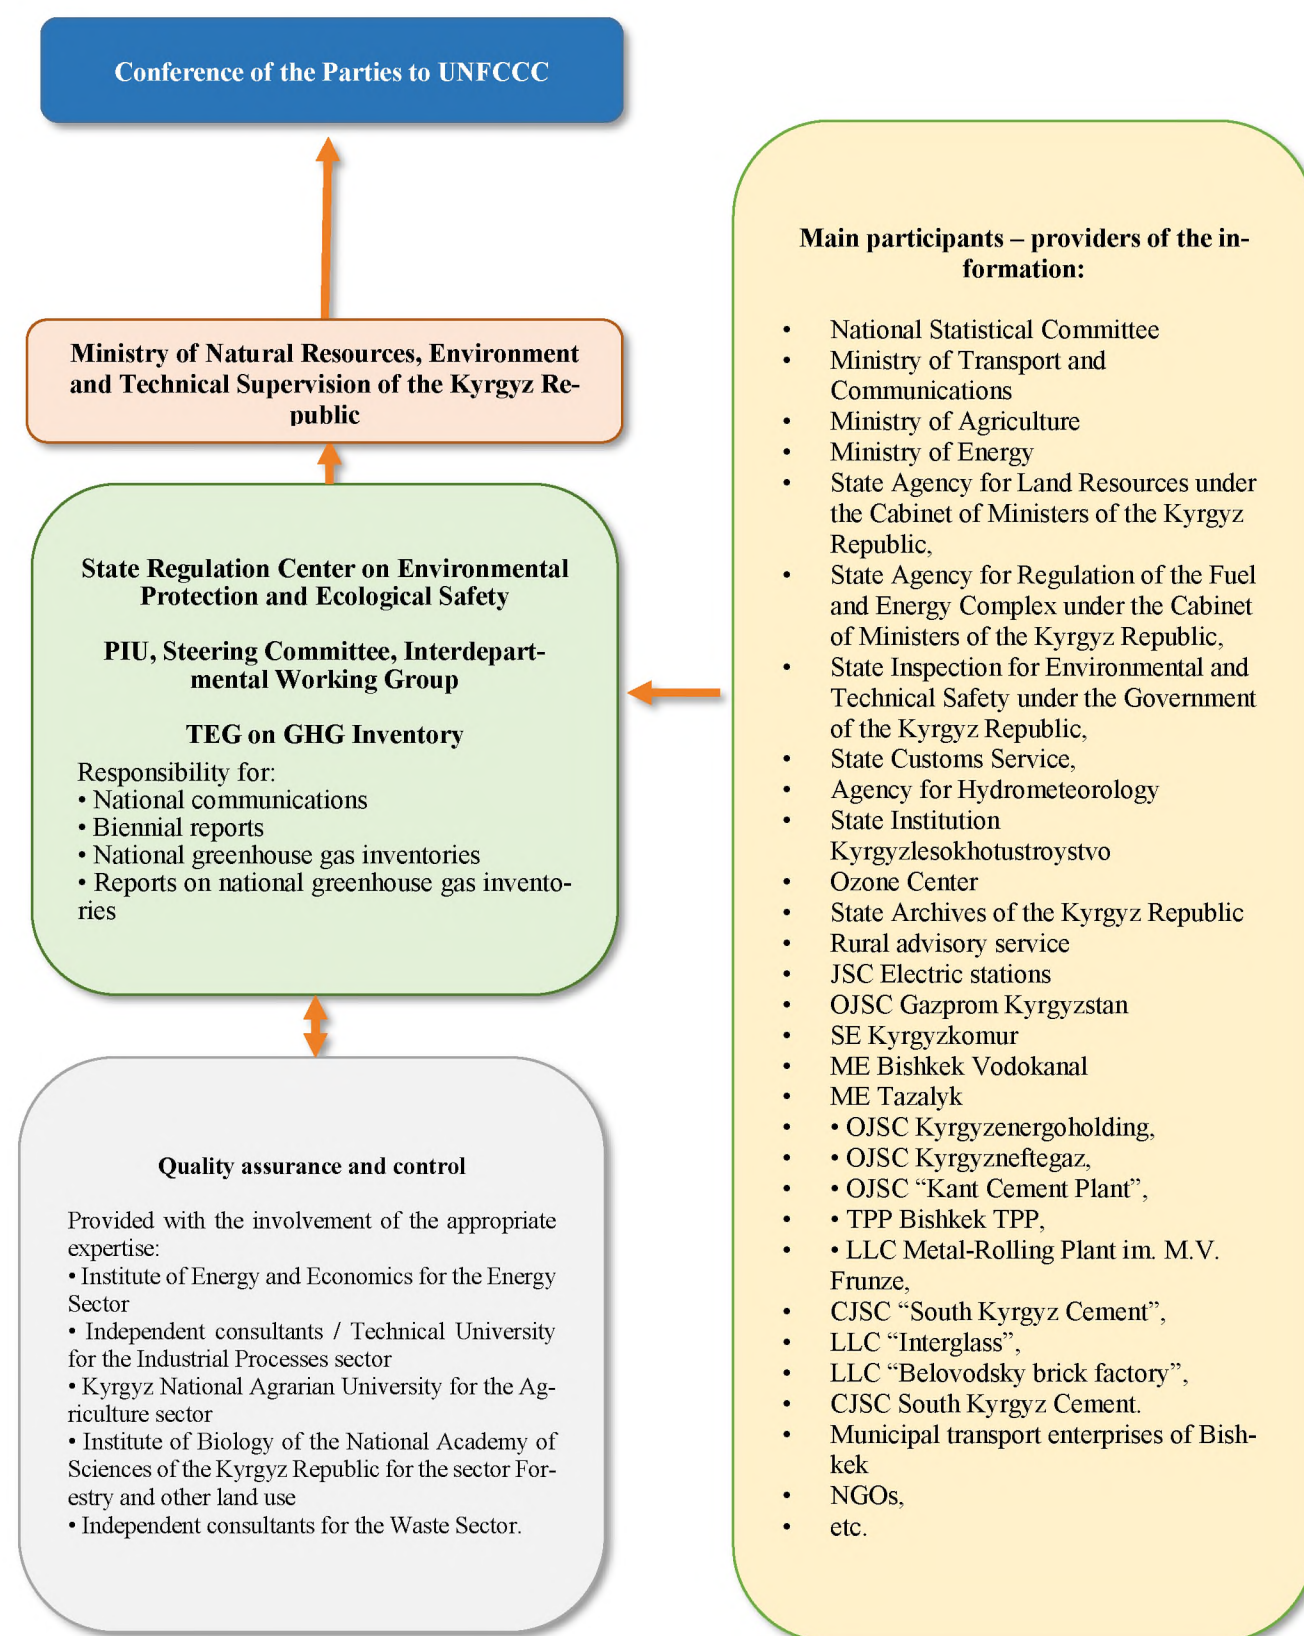 Conference of the Parties to UNFCCC
Ministry of Natural Resources, Environment
and Technical Supervision of the Kyrgyz Re-
public
State Regulation Center on Environmental
Protection and Ecological Safety
PIU, Steering Committee, Interdepart-
mental Working Group
TEG on GHG Inventory
Responsibility for:
• National communications
• Biennial reports
• National greenhouse gas inventories
• Reports on national greenhouse gas invento-
ries
Quality assurance and control
Provided with the involvement of the appropriate
expertise:
• Institute of Energy and Economics for the Energy
Sector
• Independent consultants / Technical University
for the Industrial Processes sector
• Kyrgyz National Agrarian University for the Ag-
riculture sector
• Institute of Biology of the National Academy of
Sciences of the Kyrgyz Republic for the sector For-
estry and other land use
• Independent consultants for the Waste Sector.
Main participants – providers of the in-
formation:
• National Statistical Committee
• Ministry of Transport and
Communications
• Ministry of Agriculture
• Ministry of Energy
• State Agency for Land Resources under
the Cabinet of Ministers of the Kyrgyz
Republic,
• State Agency for Regulation of the Fuel
and Energy Complex under the Cabinet
of Ministers of the Kyrgyz Republic,
• State Inspection for Environmental and
Technical Safety under the Government
of the Kyrgyz Republic,
• State Customs Service,
• Agency for Hydrometeorology
• State Institution
Kyrgyzlesokhotustroystvo
• Ozone Center
• State Archives of the Kyrgyz Republic
• Rural advisory service
• JSC Electric stations
• OJSC Gazprom Kyrgyzstan
• SE Kyrgyzkomur
• ME Bishkek Vodokanal
• ME Tazalyk
• • OJSC Kyrgyzenergoholding,
• • OJSC Kyrgyzneftegaz,
• • OJSC “Kant Cement Plant”,
• • TPP Bishkek TPP,
• • LLC Metal-Rolling Plant im. M.V.
Frunze,
• CJSC “South Kyrgyz Cement”,
• LLC “Interglass”,
• LLC “Belovodsky brick factory”,
• CJSC South Kyrgyz Cement.
• Municipal transport enterprises of Bish-
kek
• NGOs,
• etc.